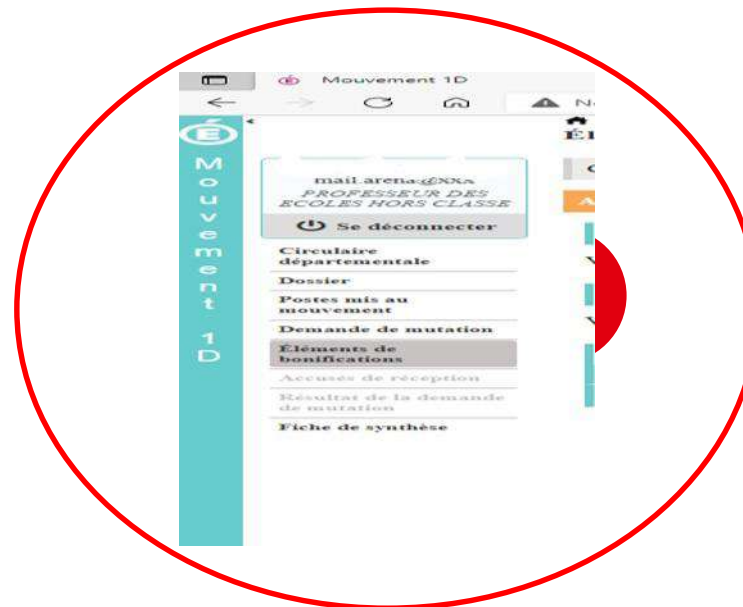 Mouvement 1D
É
Mouvement 1D
mail.arena@xxx
PROFESSEUR DES
ECOLES HORS CLASSE
Se déconnecter
Circulaire
départementale
Dossier
Postes mis au
mouvement
Demande de mutation
Éléments de
bonifications
Accusés de réception
Résultat de la demande
de mutation
Fiche de synthèse